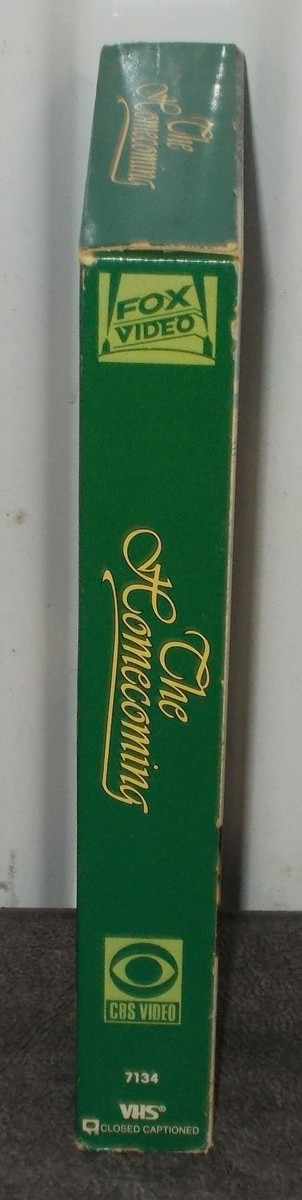 The
Homecoming
FOX
VIDEO
The
Homecoming
CBS VIDEO
7134
VHS®
CLOSED CAPTIONED